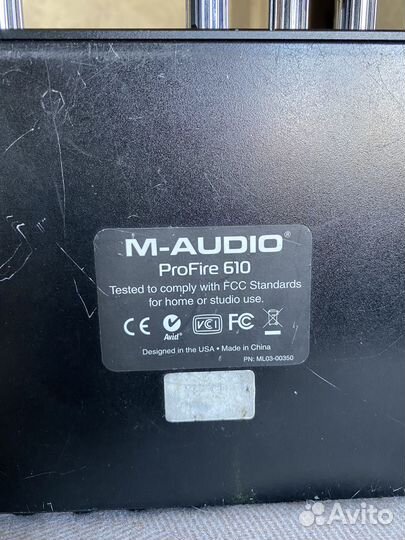 M-AUDIO®
ProFire 610
Tested to comply with FCC Standards
for home or studio use.
CE Avid® VCI FC
Designed in the USA • Made in China
PN: ML03-00350
Avito